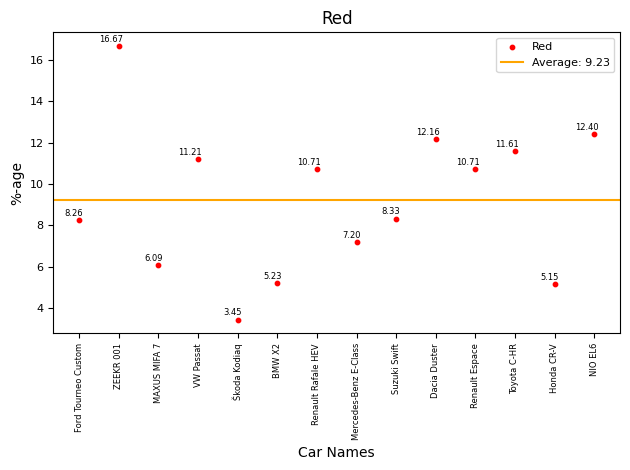 Red
Red
Average: 9.23
%-age
16
14
12
10
8
6
4
8.26
16.67
6.09
11.21
3.45
5.23
10.71
7.20
8.33
12.16
10.71
11.61
5.15
12.40
Ford Tourneo Custom
ZEEKR 001
MAXUS MIFA 7
VW Passat
Škoda Kodiaq
BMW X2
Renault Rafale HEV
Mercedes-Benz E-Class
Suzuki Swift
Dacia Duster
Renault Espace
Toyota C-HR
Honda CR-V
NIO EL6
Car Names